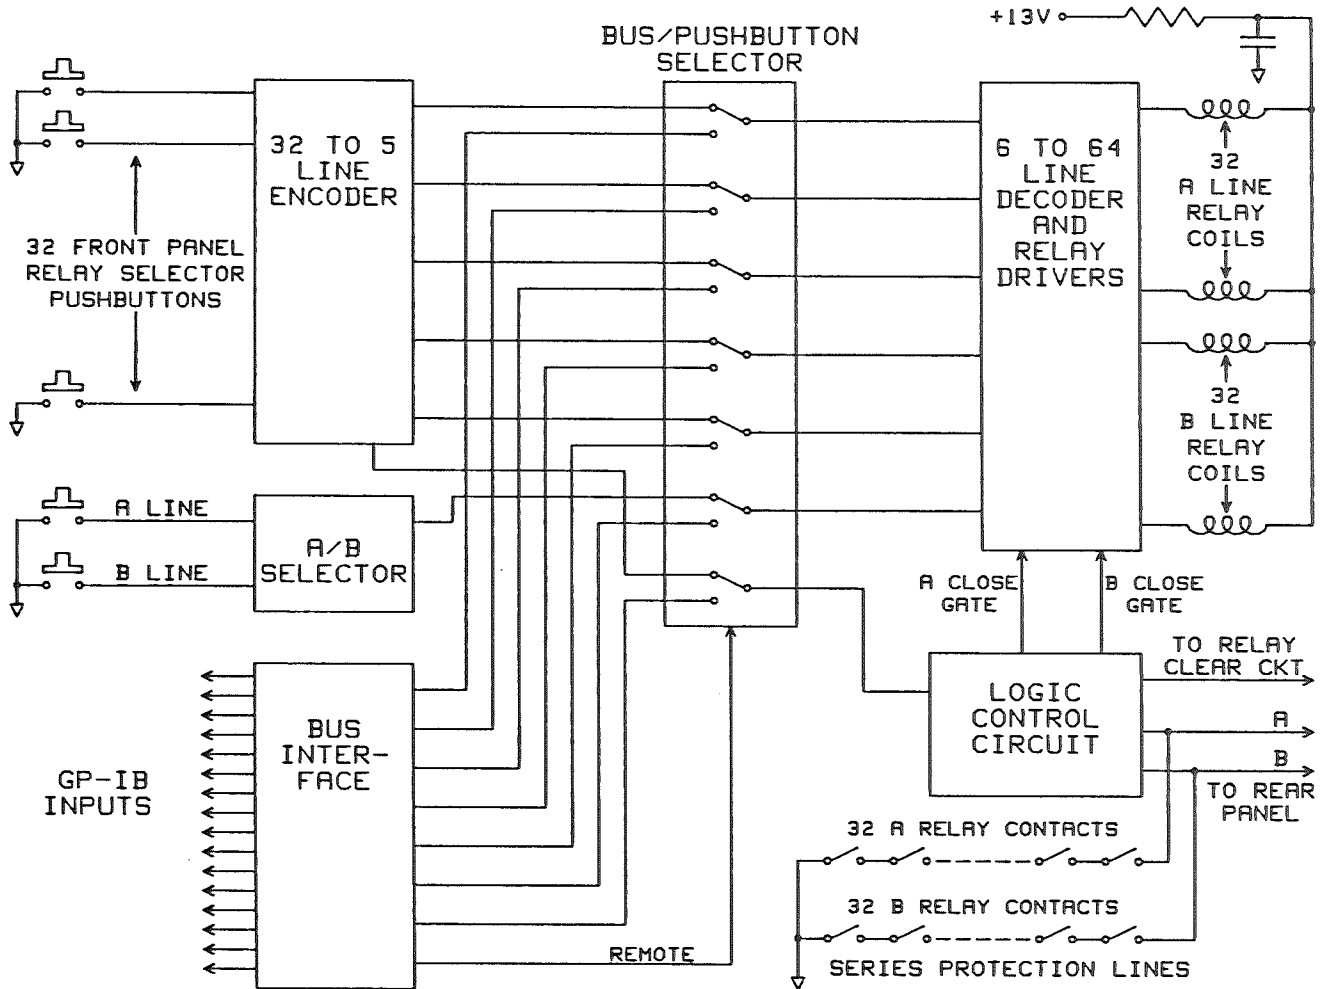 +13V
BUS/PUSHBUTTON
SELECTOR
32 TO 5
LINE
ENCODER
6 TO 64
LINE
DECODER
AND
RELAY
DRIVERS
32
A LINE
RELAY
COILS
32 FRONT PANEL
RELAY SELECTOR
PUSHBUTTONS
32
B LINE
RELAY
COILS
A LINE
B LINE
A/B
SELECTOR
A CLOSE
GATE
B CLOSE
GATE
TO RELAY
CLEAR CKT
LOGIC
CONTROL
CIRCUIT
A
B
TO REAR
PANEL
BUS
INTER-
FACE
GP-IB
INPUTS
32 A RELAY CONTACTS
32 B RELAY CONTACTS
REMOTE
SERIES PROTECTION LINES